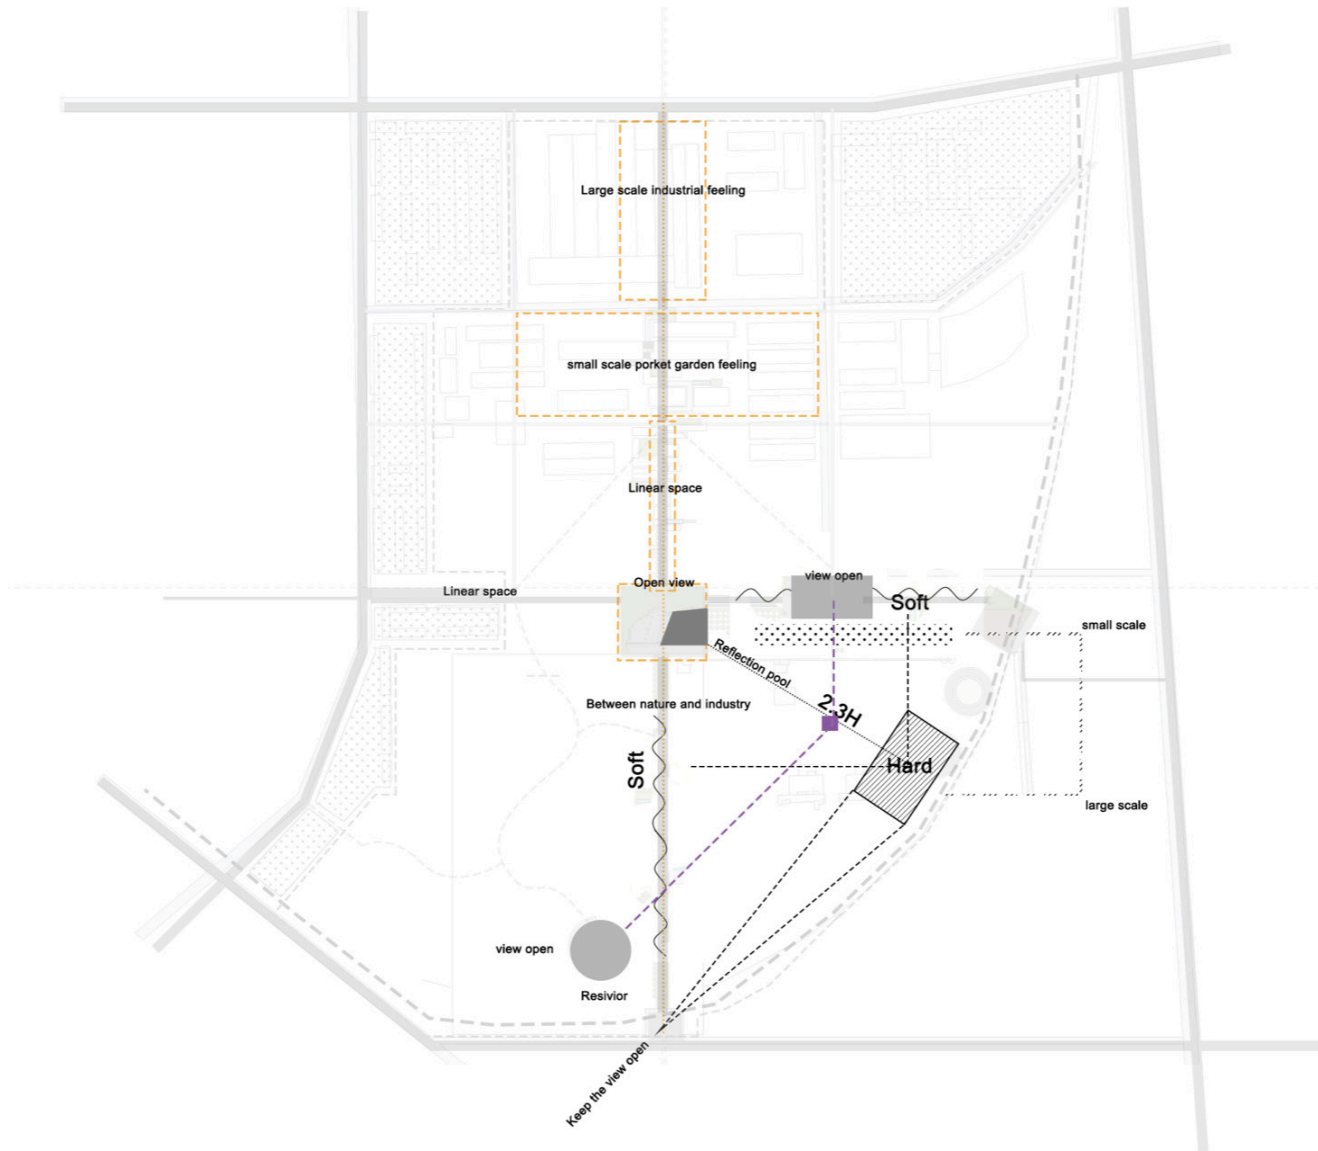 Large scale industrial feeling
small scale porket garden feeling
Linear space
Open view
view open
Linear space
Soft
small scale
Reflection pool
Between nature and industry
2.3H
Soft
Hard
large scale
view open
Resivior
Keep the view open